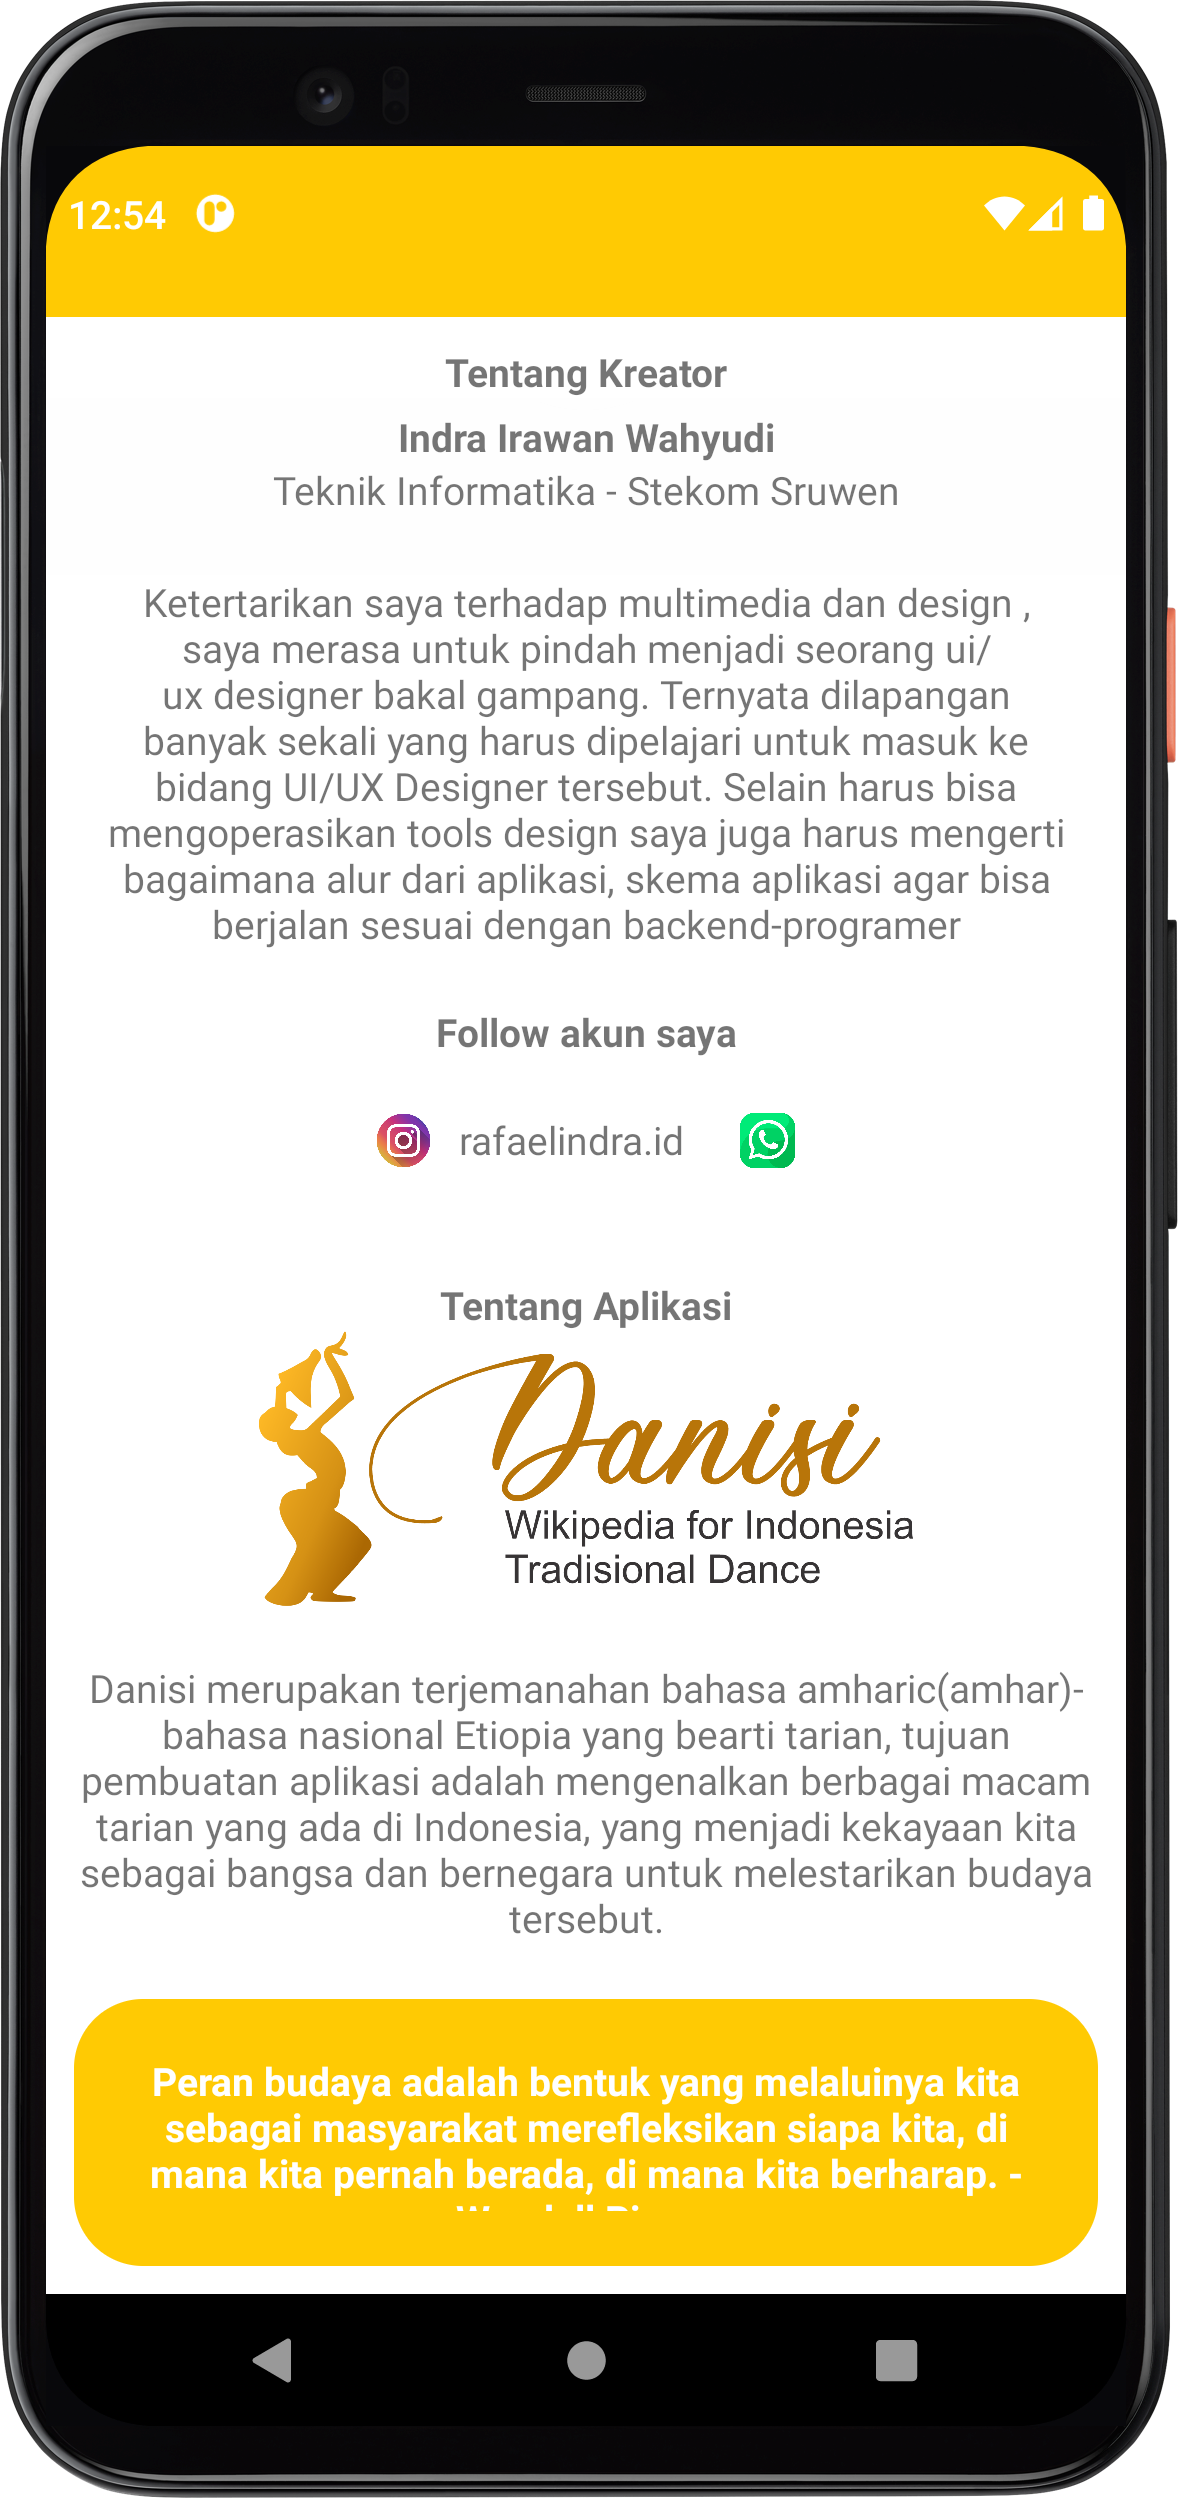 12:54
Tentang Kreator
Indra Irawan Wahyudi
Teknik Informatika - Stekom Sruwen
Ketertarikan saya terhadap multimedia dan design ,
saya merasa untuk pindah menjadi seorang ui/
ux designer bakal gampang. Ternyata dilapangan
banyak sekali yang harus dipelajari untuk masuk ke
bidang UI/UX Designer tersebut. Selain harus bisa
mengoperasikan tools design saya juga harus mengerti
bagaimana alur dari aplikasi, skema aplikasi agar bisa
berjalan sesuai dengan backend-programer
Follow akun saya
rafaelindra.id
Tentang Aplikasi
Danisi
Wikipedia for Indonesia
Tradisional Dance
Danisi merupakan terjemanahan bahasa amharic(amhar)-
bahasa nasional Etiopia yang bearti tarian, tujuan
pembuatan aplikasi adalah mengenalkan berbagai macam
tarian yang ada di Indonesia, yang menjadi kekayaan kita
sebagai bangsa dan bernegara untuk melestarikan budaya
tersebut.
Peran budaya adalah bentuk yang melaluinya kita
sebagai masyarakat merefleksikan siapa kita, di
mana kita pernah berada, di mana kita berharap. -